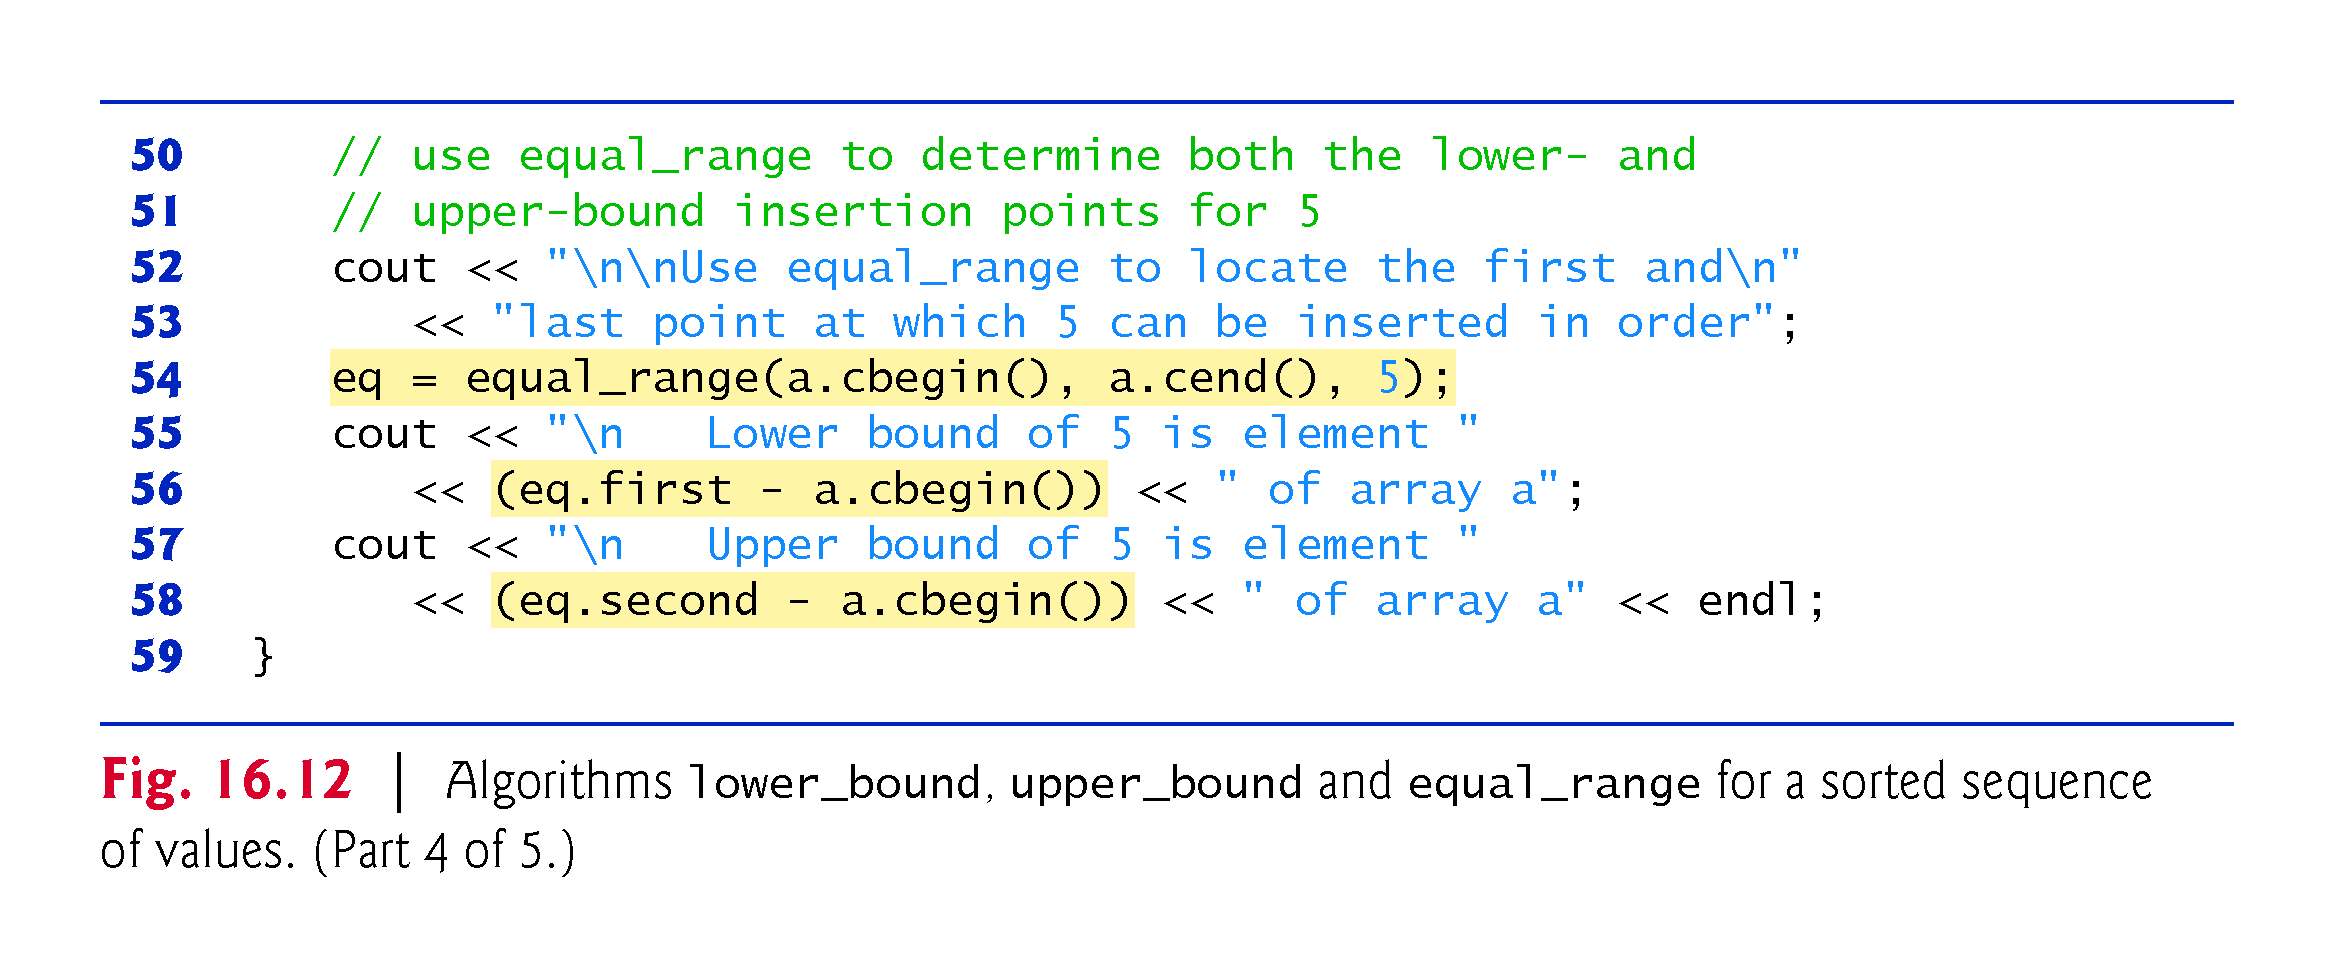 50 // use equal_range to determine both the lower- and
51 // upper-bound insertion points for 5
52 cout << "\n\nUse equal_range to locate the first and\n"
53 << "last point at which 5 can be inserted in order";
54 eq = equal_range(a.cbegin(), a.cend(), 5);
55 cout << "\n   Lower bound of 5 is element "
56 << (eq.first - a.cbegin()) << " of array a";
57 cout << "\n   Upper bound of 5 is element "
58 << (eq.second - a.cbegin()) << " of array a" << endl;
59 }
Fig. 16.12 | Algorithms lower_bound, upper_bound and equal_range for a sorted sequence
of values. (Part 4 of 5.)